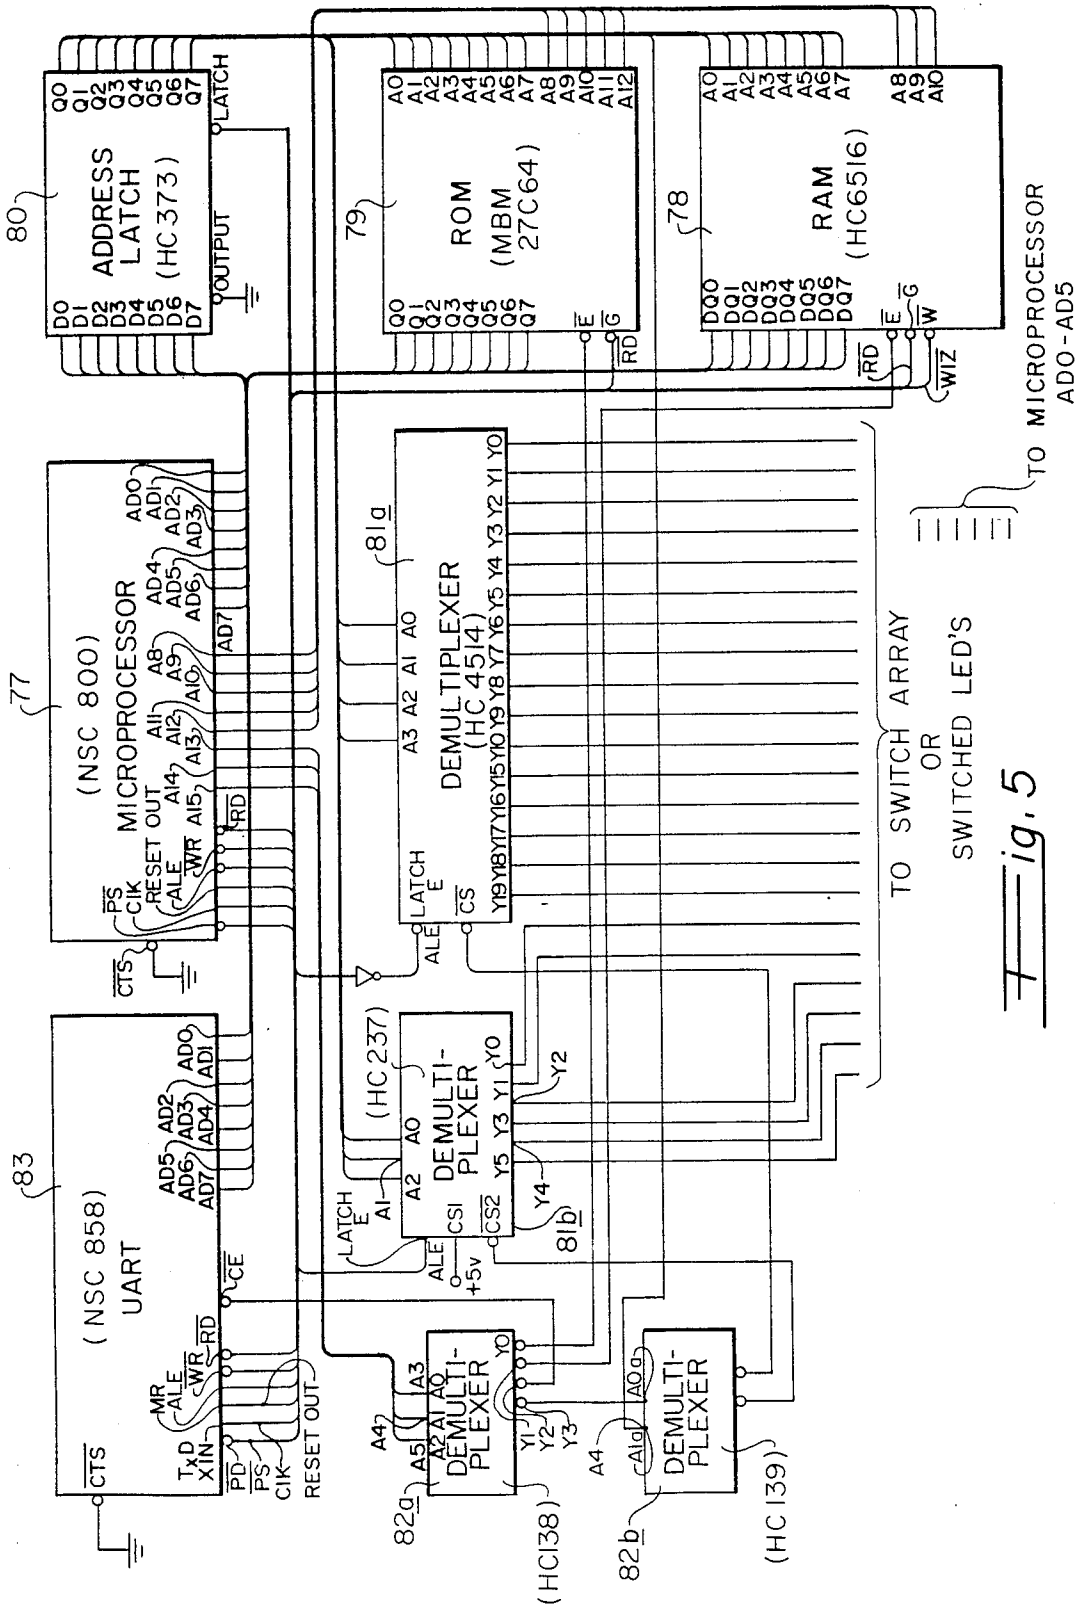 83
(NSC 858)
UART
CTS
TxD
XIN
MR
ALE
WR
RD
CE
AD7
AD6
AD5
AD4
AD3
AD2
AD1
AD0
PD
PS
CIK
RESET OUT
77
(NSC 800)
MICROPROCESSOR
CTS
PS
CIK
RESET OUT
ALE
WR
RD
A15
A14
A13
A12
A11
A10
A9
A8
AD7
AD6
AD5
AD4
AD3
AD2
AD1
AD0
80
ADDRESS
LATCH
(HC373)
D7
D6
D5
D4
D3
D2
D1
D0
Q0
Q1
Q2
Q3
Q4
Q5
Q6
Q7
OUTPUT
LATCH
82a
DEMULTI-
PLEXER
(HC138)
A5
A4
A3
A2
A1
A0
Y0
Y1
Y2
Y3
(HC237)
DEMULTI-
PLEXER
81b
LATCH
E
ALE
CS1
+5v
CS2
A2
A1
A0
Y5
Y4
Y3
Y2
Y1
Y0
81a
DEMULTIPLEXER
(HC 4514)
LATCH
E
ALE
CS
A3
A2
A1
A0
Y19
Y18
Y17
Y16
Y15
Y10
Y9
Y8
Y7
Y6
Y5
Y4
Y3
Y2
Y1
Y0
79
ROM
(MBM
27C64)
Q0
Q1
Q2
Q3
Q4
Q5
Q6
Q7
E
G
RD
A0
A1
A2
A3
A4
A5
A6
A7
A8
A9
A10
A11
A12
82b
DEMULTI-
PLEXER
(HC139)
A4
A1a
A0a
78
RAM
(HC6516)
DQ0
DQ1
DQ2
DQ3
DQ4
DQ5
DQ6
DQ7
E
G
W
RD
WIZ
A0
A1
A2
A3
A4
A5
A6
A7
A8
A9
A10
TO SWITCH ARRAY
OR
SWITCHED LED'S
TO MICROPROCESSOR
AD0-AD5
Fig. 5